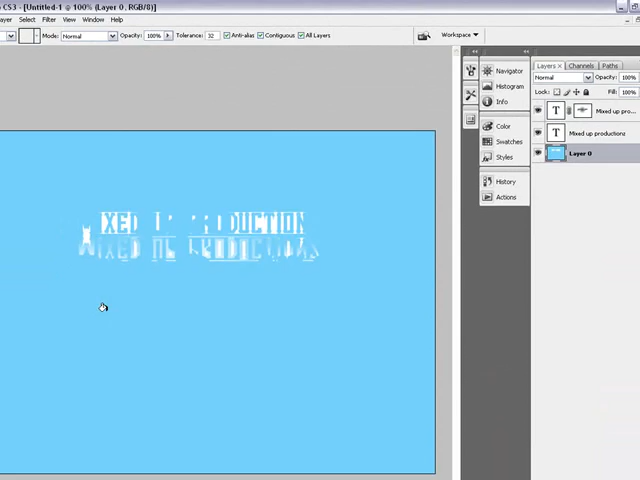 CS3 - [Untitled-1 @ 100% (Layer 0, RGB/8)]
ayer Select Filter View Window Help
Mode: Normal Opacity: 100% Tolerance: 32 Anti-alias Contiguous All Layers Workspace
Navigator
Histogram
Info
Color
Swatches
Styles
History
Actions
Layers x Channels Paths
Normal Opacity: 100%
Lock: Fill: 100%
T Mixed up pro...
T Mixed up productions
Layer 0
XED UP PRODUCTION